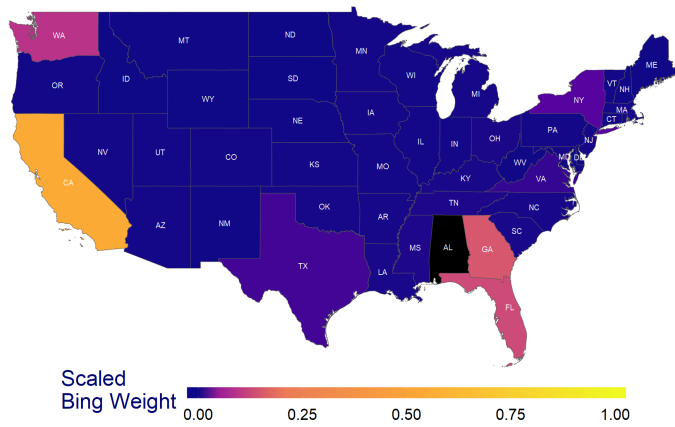 WA
MT
ND
MN
ME
OR
ID
SD
WI
VT
NH
WY
MI
NY
MA
CT
IA
NE
PA
NJ
NV
UT
CO
IL
IN
OH
MD
DE
WV
KS
MO
VA
KY
CA
NC
TN
OK
AR
AZ
NM
SC
MS
AL
GA
TX
LA
FL
Scaled
Bing Weight
0.00 0.25 0.50 0.75 1.00